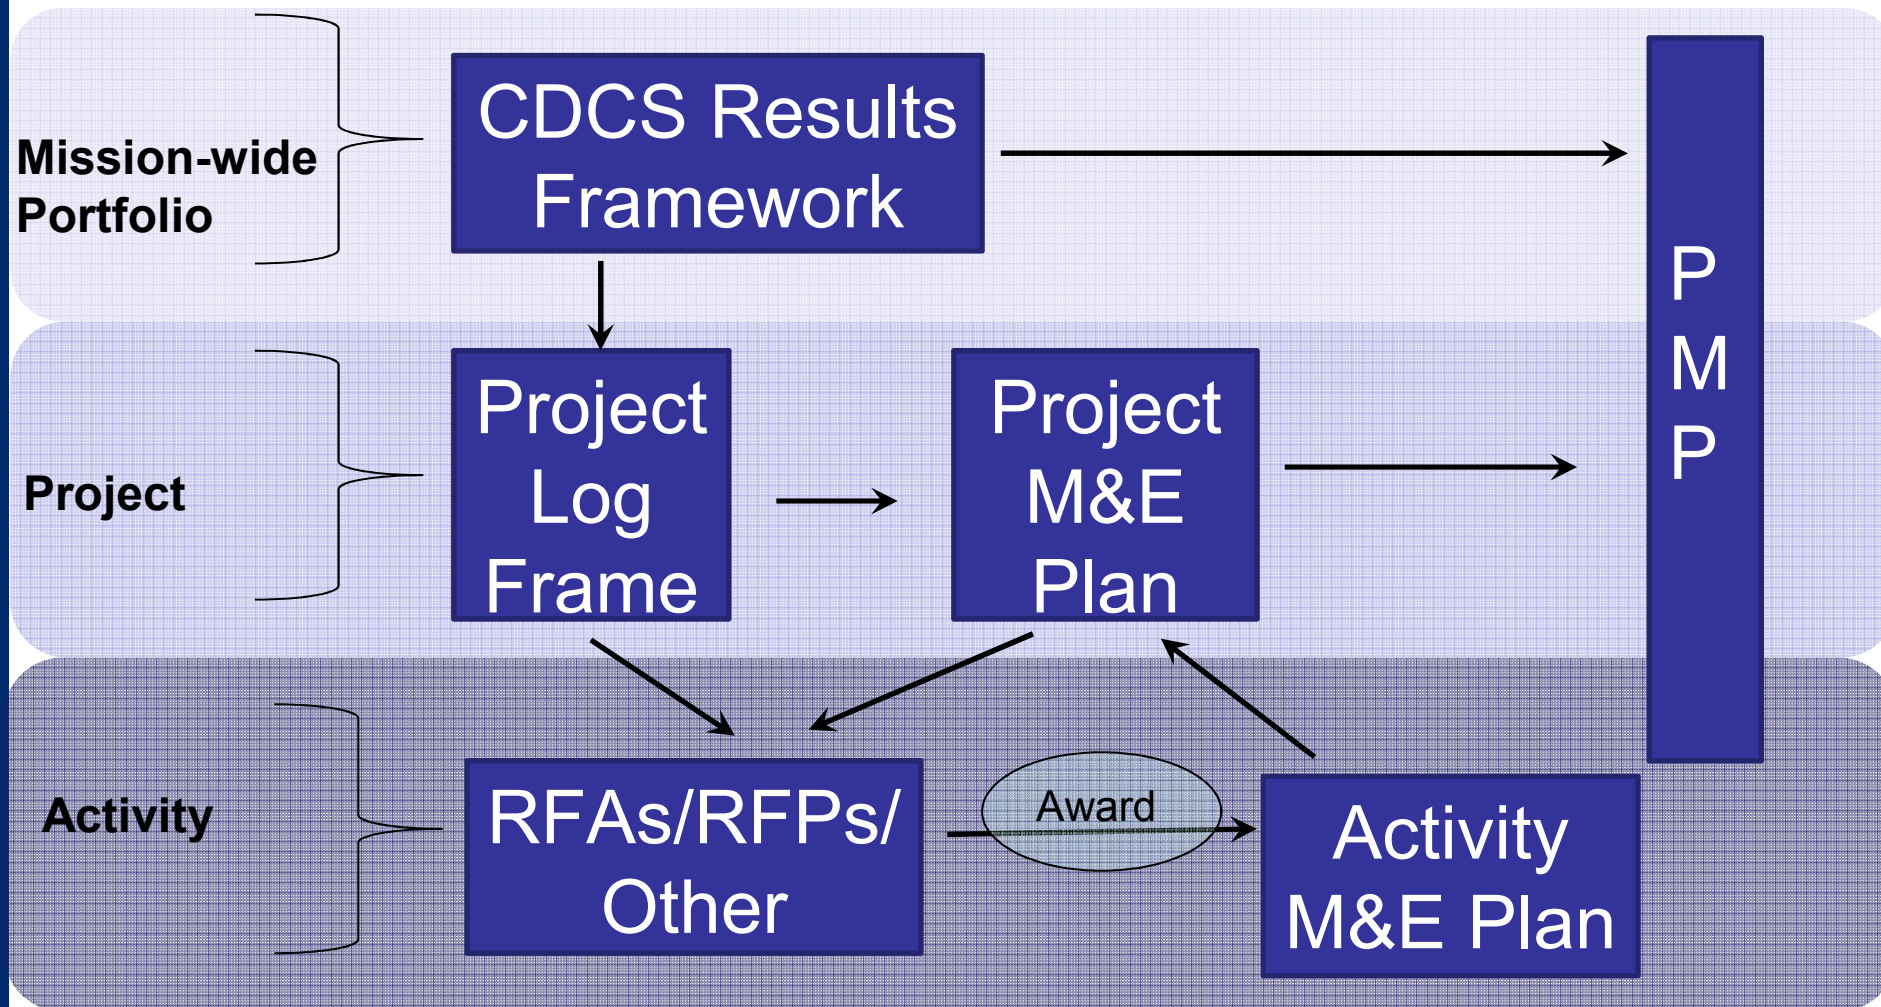 Mission-wide
Portfolio
CDCS Results
Framework
P
M
P
Project
Project
Log
Frame
Project
M&E
Plan
Activity
RFAs/RFPs/
Other
Award
Activity
M&E Plan